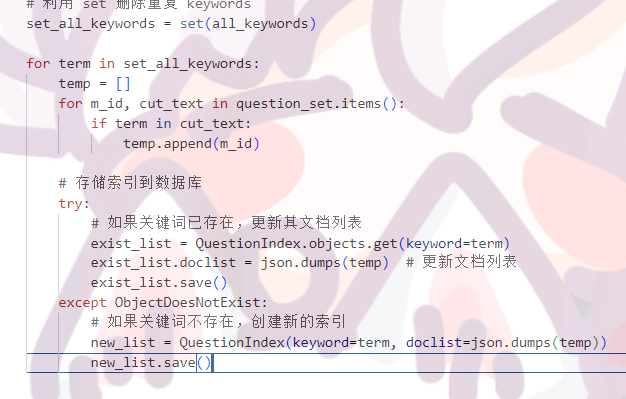 # 利用 set 删除重复 keywords
set_all_keywords = set(all_keywords)
for term in set_all_keywords:
    temp = []
    for m_id, cut_text in question_set.items():
        if term in cut_text:
            temp.append(m_id)
    # 存储索引到数据库
    try:
        # 如果关键词已存在，更新其文档列表
        exist_list = QuestionIndex.objects.get(keyword=term)
        exist_list.doclist = json.dumps(temp)  # 更新文档列表
        exist_list.save()
    except ObjectDoesNotExist:
        # 如果关键词不存在，创建新的索引
        new_list = QuestionIndex(keyword=term, doclist=json.dumps(temp))
        new_list.save()